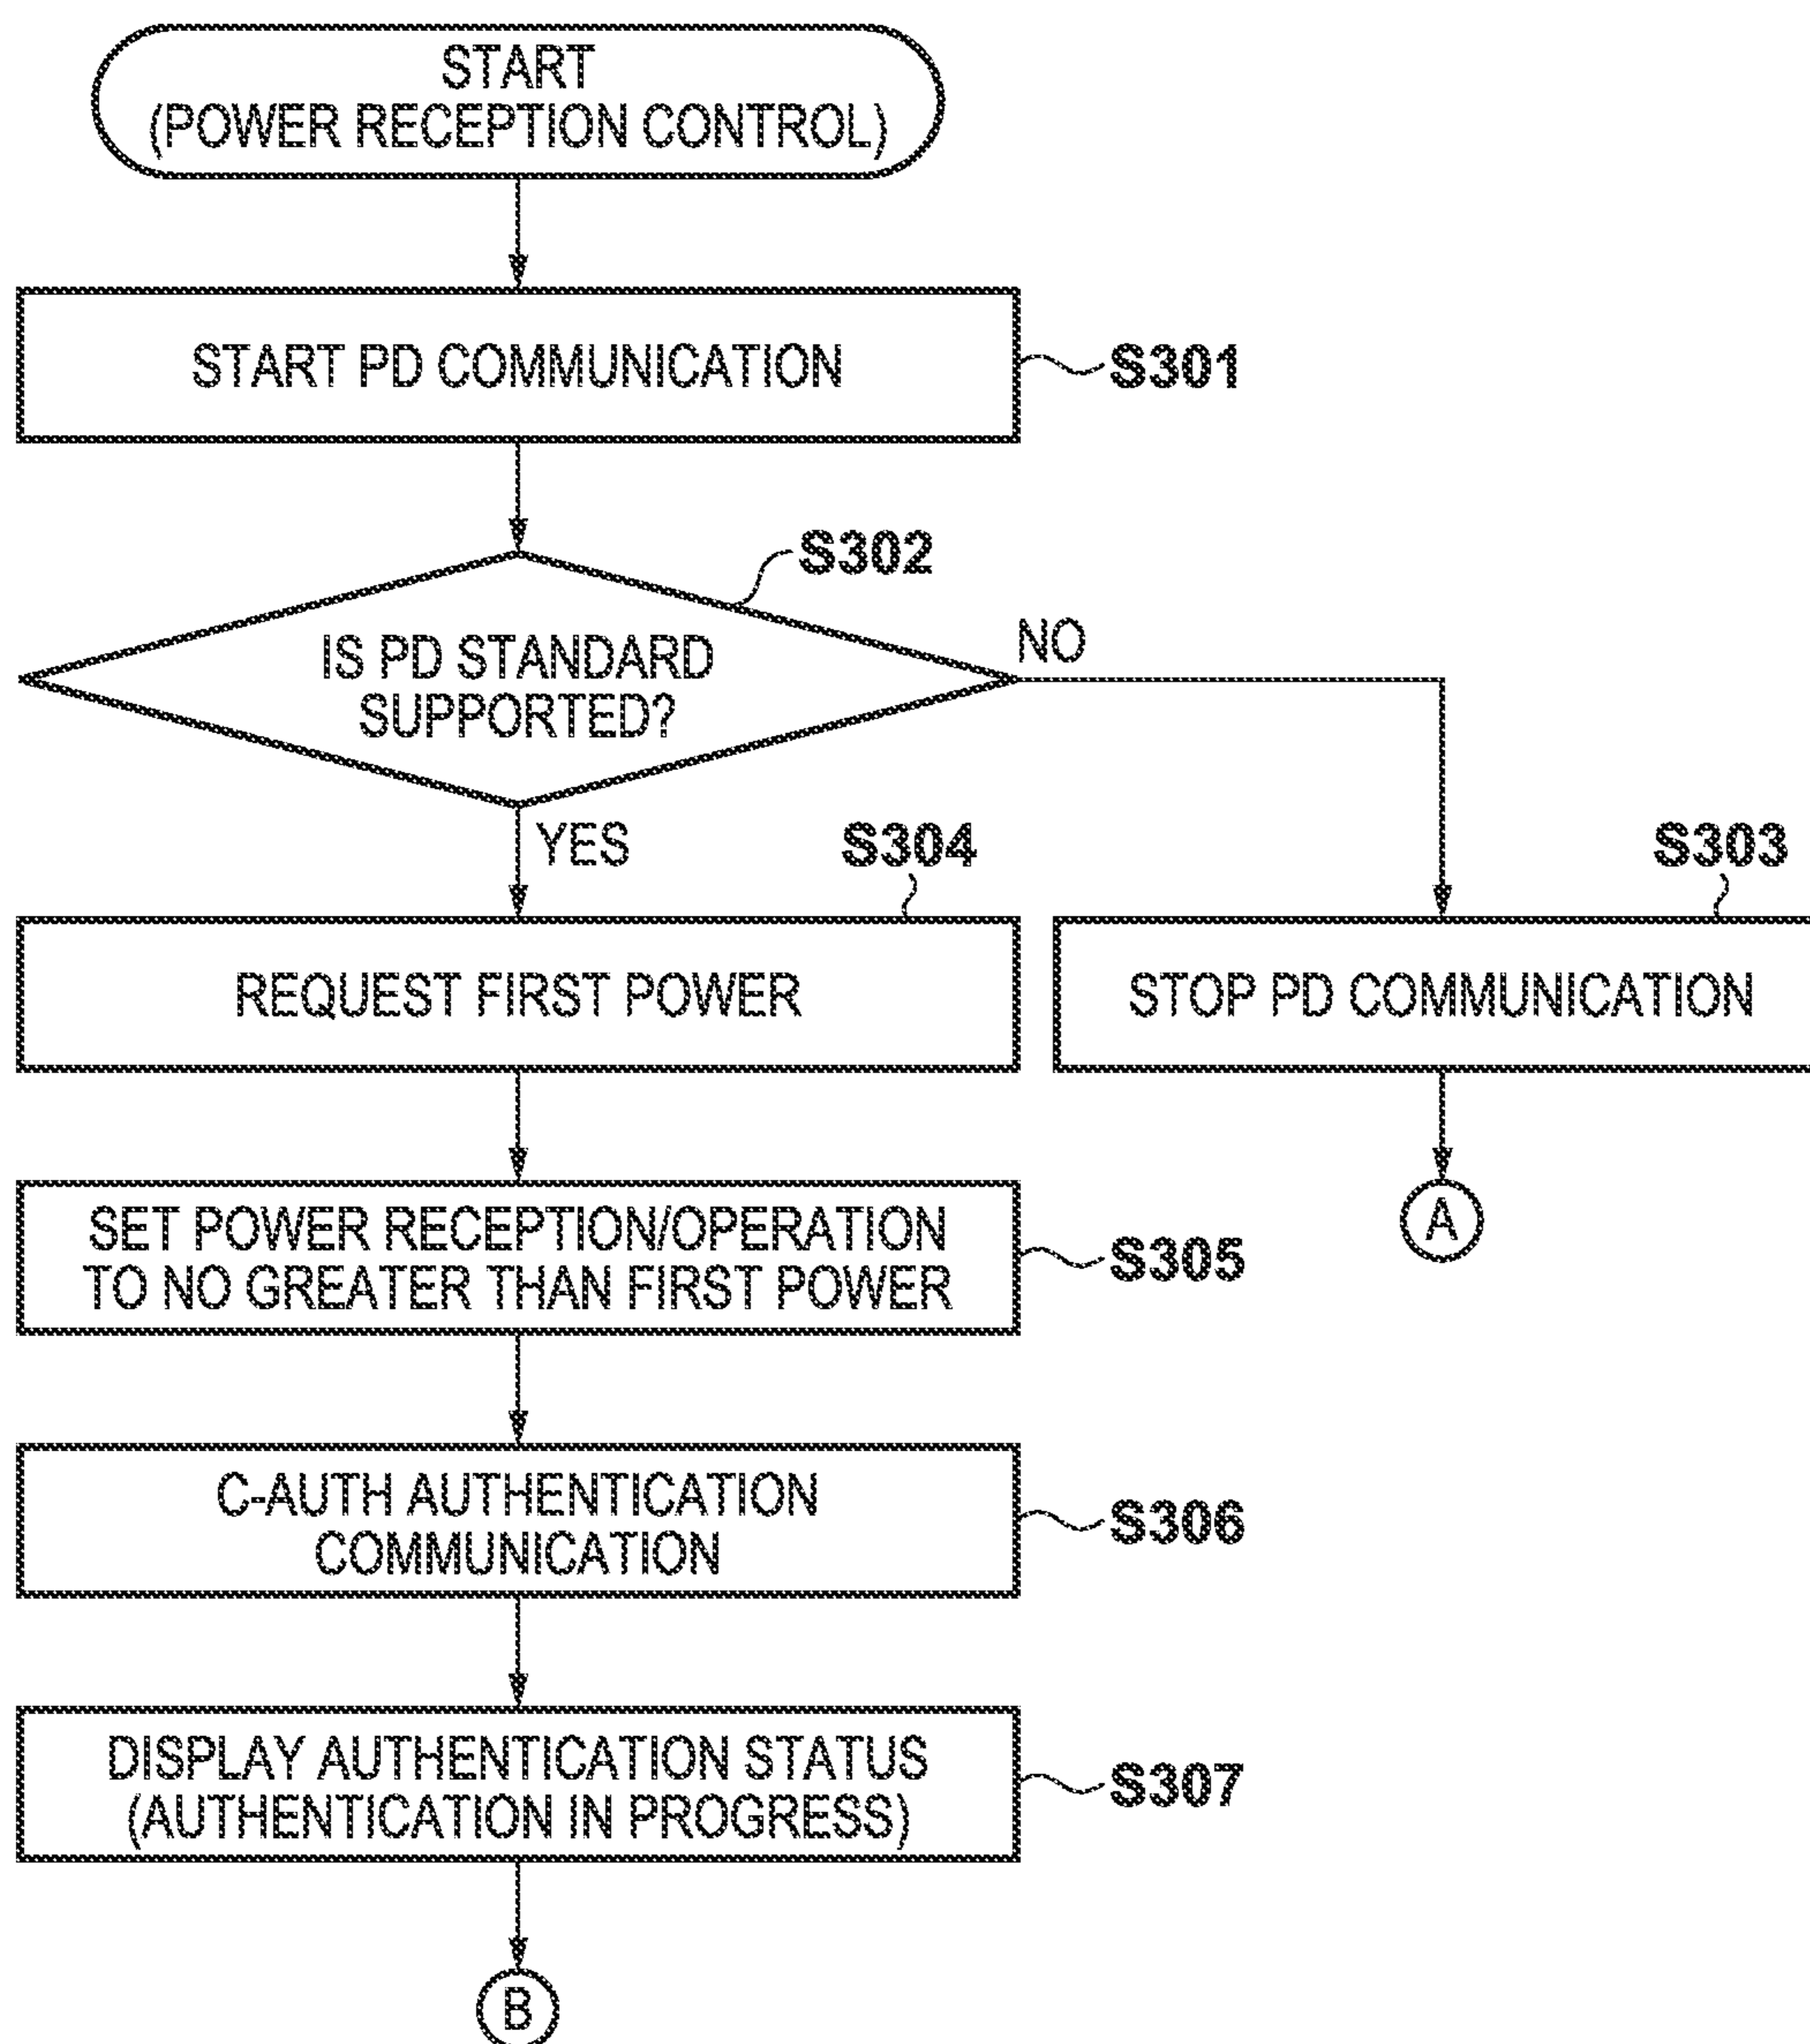 START
(POWER RECEPTION CONTROL)
START PD COMMUNICATION
S301
S302
IS PD STANDARD
SUPPORTED?
NO
YES
S304
S303
REQUEST FIRST POWER
STOP PD COMMUNICATION
SET POWER RECEPTION/OPERATION
TO NO GREATER THAN FIRST POWER
S305
A
C-AUTH AUTHENTICATION
COMMUNICATION
S306
DISPLAY AUTHENTICATION STATUS
(AUTHENTICATION IN PROGRESS)
S307
B